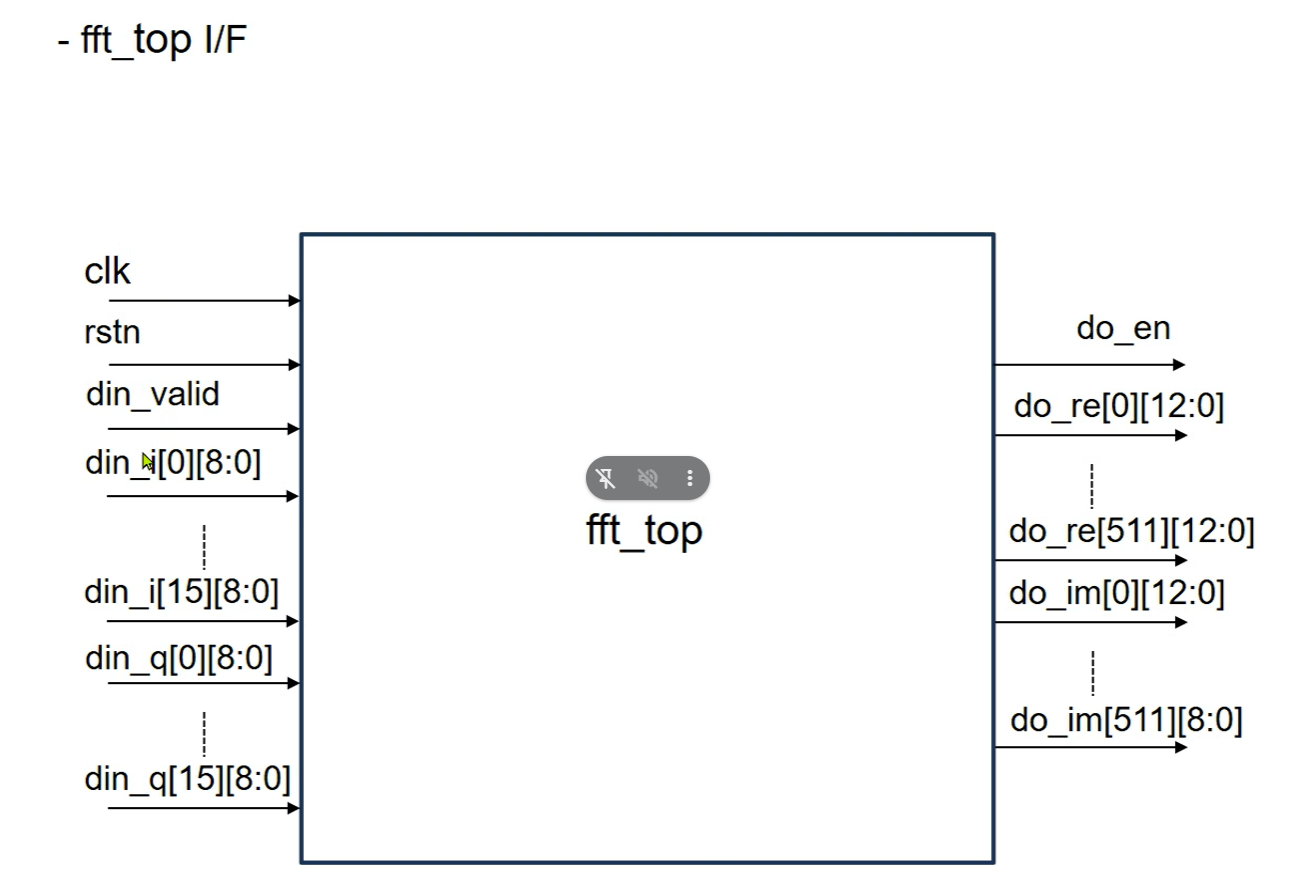 - fft_top I/F
clk
rstn
din_valid
din_i[0][8:0]
din_i[15][8:0]
din_q[0][8:0]
din_q[15][8:0]
fft_top
do_en
do_re[0][12:0]
do_re[511][12:0]
do_im[0][12:0]
do_im[511][8:0]